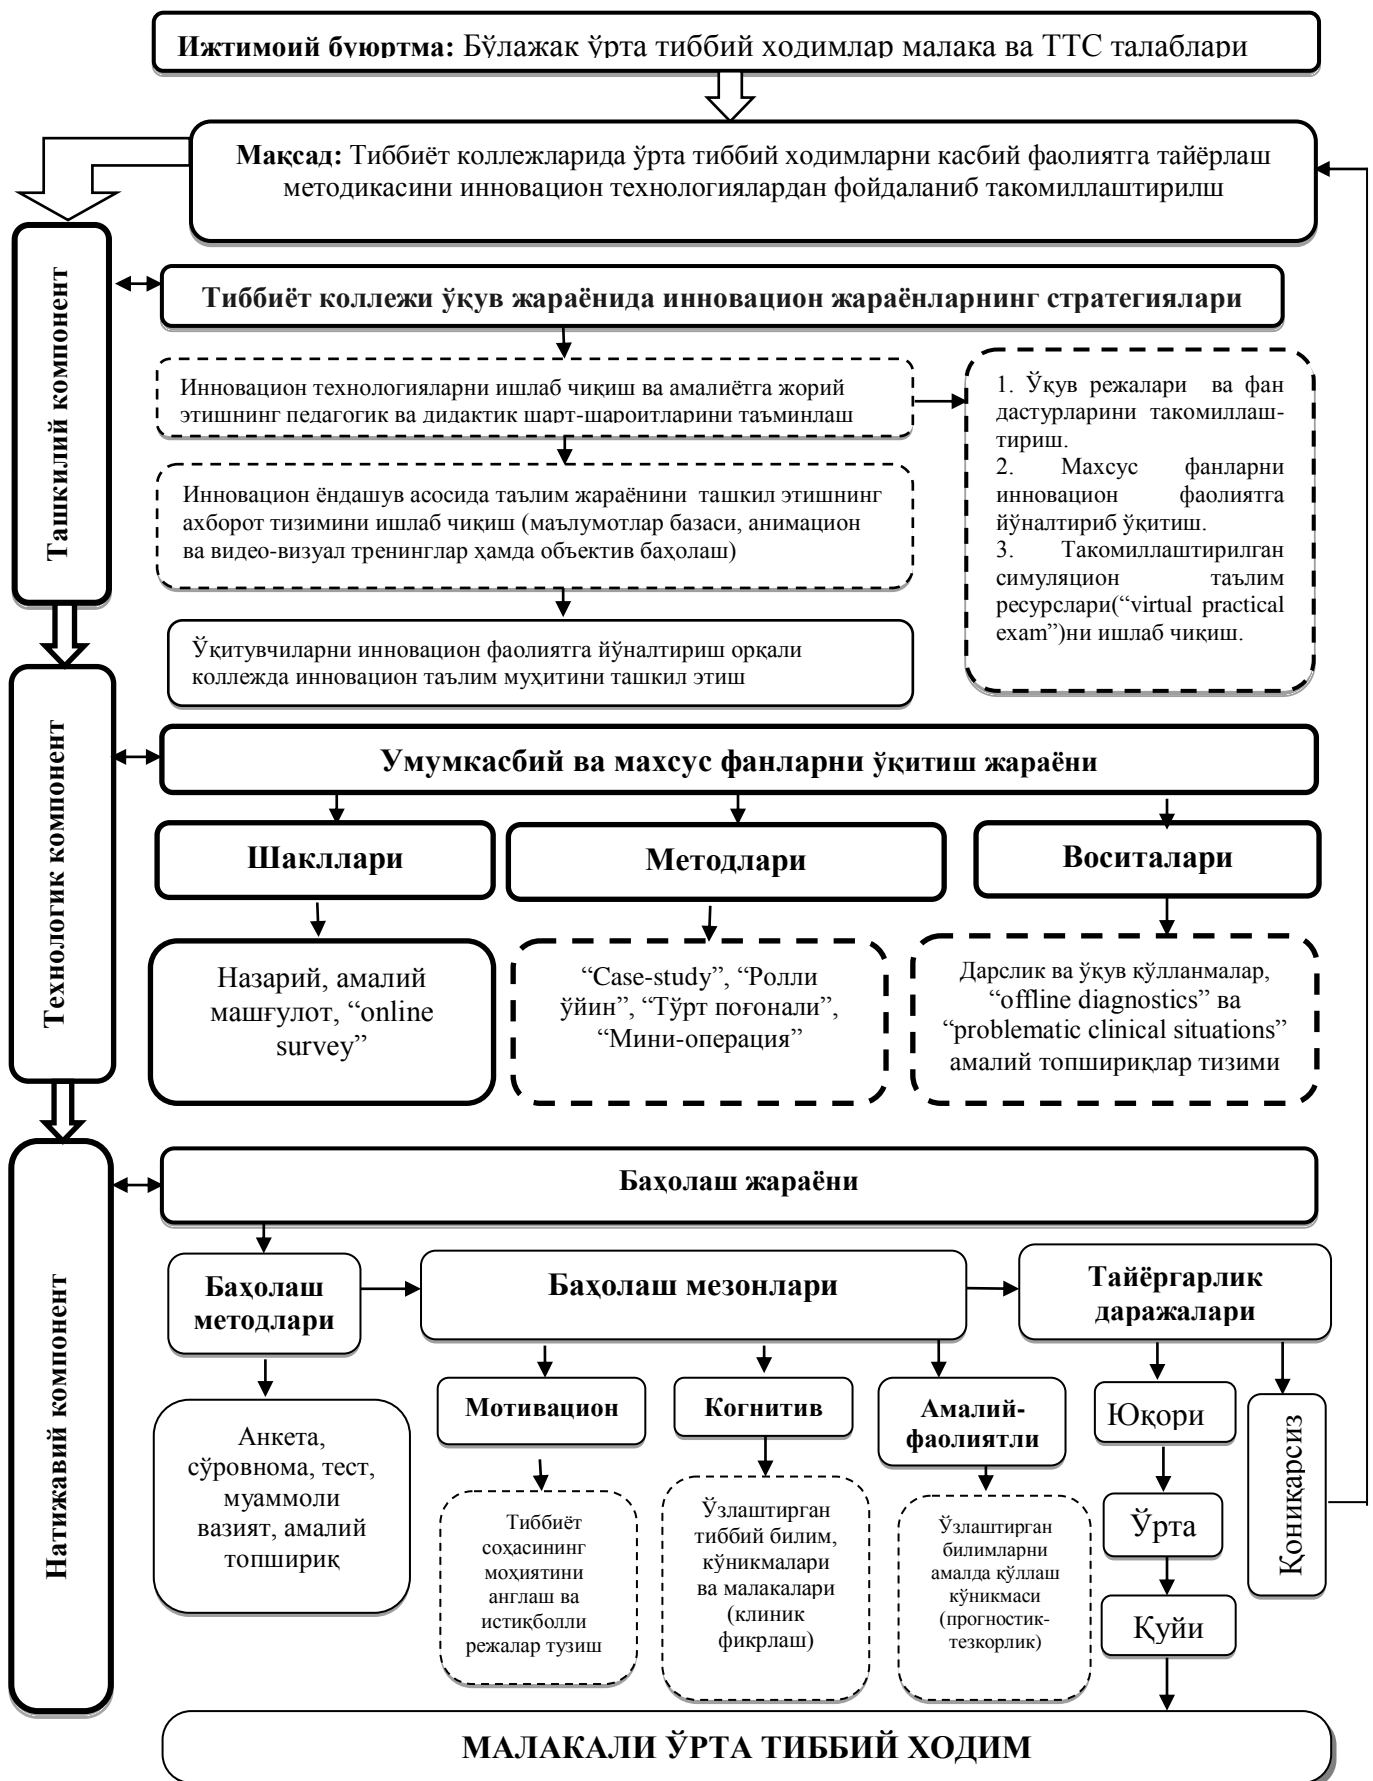 Ижтимоий буюртма: Бўлажак ўрта тиббий ходимлар малака ва ТТС талаблари
Мақсад: Тиббиёт коллежларида ўрта тиббий ходимларни касбий фаолиятга тайёрлаш
методикасини инновацион технологиялардан фойдаланиб такомиллаштирилш
Ташкилий компонент
Тиббиёт коллежи ўқув жараёнида инновацион жараёнларнинг стратегиялари
Инновацион технологияларни ишлаб чиқиш ва амалиётга жорий
этишнинг педагогик ва дидактик шарт-шароитларини таъминлаш
1. Ўқув режалари ва фан
дастурларини такомиллаш-
тириш.
2. Махсус фанларни
инновацион фаолиятга
йўналтириб ўқитиш.
3. Такомиллаштирилган
симуляцион таълим
ресурслари(“virtual practical
exam”)ни ишлаб чиқиш.
Инновацион ёндашув асосида таълим жараёнини ташкил этишнинг
ахборот тизимини ишлаб чиқиш (маълумотлар базаси, анимацион
ва видео-визуал тренинглар ҳамда объектив баҳолаш)
Ўқитувчиларни инновацион фаолиятга йўналтириш орқали
коллежда инновацион таълим муҳитини ташкил этиш
Технологик компонент
Умумкасбий ва махсус фанларни ўқитиш жараёни
Шакллари
Методлари
Воситалари
Назарий, амалий
машғулот, “online
survey”
“Case-study”, “Ролли
ўйин”, “Тўрт поғонали”,
“Мини-операция”
Дарслик ва ўқув қўлланмалар,
“offline diagnostics” ва
“problematic clinical situations”
амалий топшириқлар тизими
Натижавий компонент
Баҳолаш жараёни
Баҳолаш
методлари
Баҳолаш мезонлари
Тайёргарлик
даражалари
Анкета,
сўровнома, тест,
муаммоли
вазият, амалий
топшириқ
Мотивацион
Когнитив
Амалий-
фаолиятли
Тиббиёт
соҳасининг
моҳиятини
англаш ва
истиқболли
режалар тузиш
Ўзлаштирган
тиббий билим,
кўникмалари
ва малакалари
(клиник
фикрлаш)
Ўзлаштирган
билимларни
амалда қўллаш
кўникмаси
(прогностик-
тезкорлик)
Юқори
Ўрта
Қуйи
Қониқарсиз
МАЛАКАЛИ ЎРТА ТИББИЙ ХОДИМ